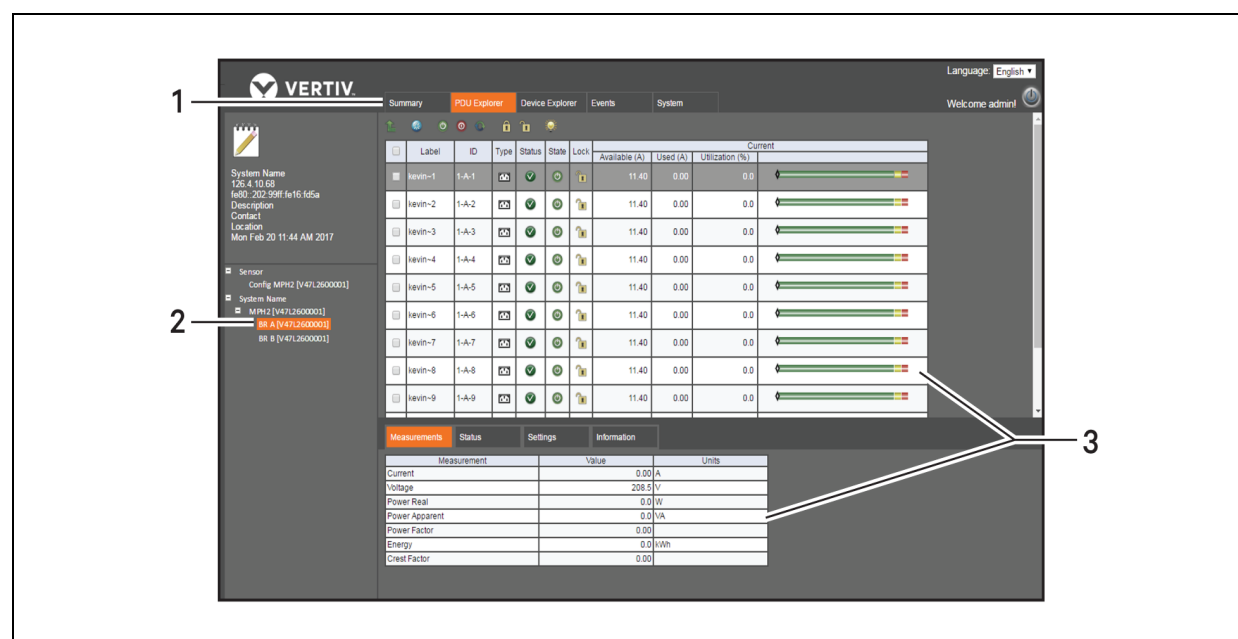 Language: English
VERTIV.
1
Summary PDU Explorer Device Explorer Events System
Welcome admin!
Label ID Type Status State Lock Current
Available (A) Used (A) Utilization (%)
kevin~1 1-A-1 11.40 0.00 0.0
kevin~2 1-A-2 11.40 0.00 0.0
kevin~3 1-A-3 11.40 0.00 0.0
kevin~4 1-A-4 11.40 0.00 0.0
kevin~5 1-A-5 11.40 0.00 0.0
kevin~6 1-A-6 11.40 0.00 0.0
kevin~7 1-A-7 11.40 0.00 0.0
kevin~8 1-A-8 11.40 0.00 0.0
kevin~9 1-A-9 11.40 0.00 0.0
System Name
126.4.10.68
fe80::202:99ff:fe16:fd5a
Description
Contact
Location
Mon Feb 20 11:44 AM 2017
Sensor
Config MPH2 [V47L2600001]
System Name
MPH2 [V47L2600001]
2
BR A [V47L2600001]
BR B [V47L2600001]
3
Measurements Status Settings Information
Measurement Value Units
Current 0.00 A
Voltage 208.5 V
Power Real 0.0 W
Power Apparent 0.0 VA
Power Factor 0.00
Energy 0.0 kWh
Crest Factor 0.00